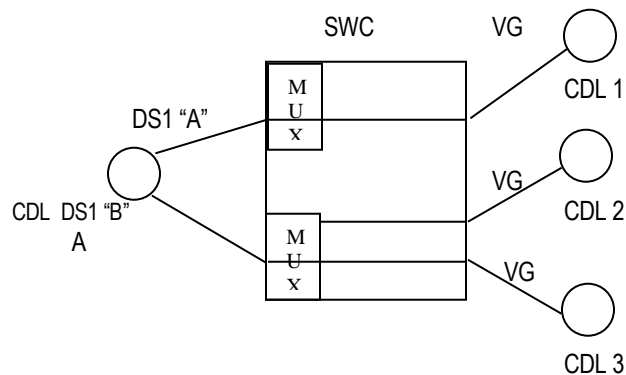 SWC
VG
M
U
X
CDL 1
DS1 “A”
VG
CDL DS1 “B”
A
CDL 2
M
U
X
VG
CDL 3